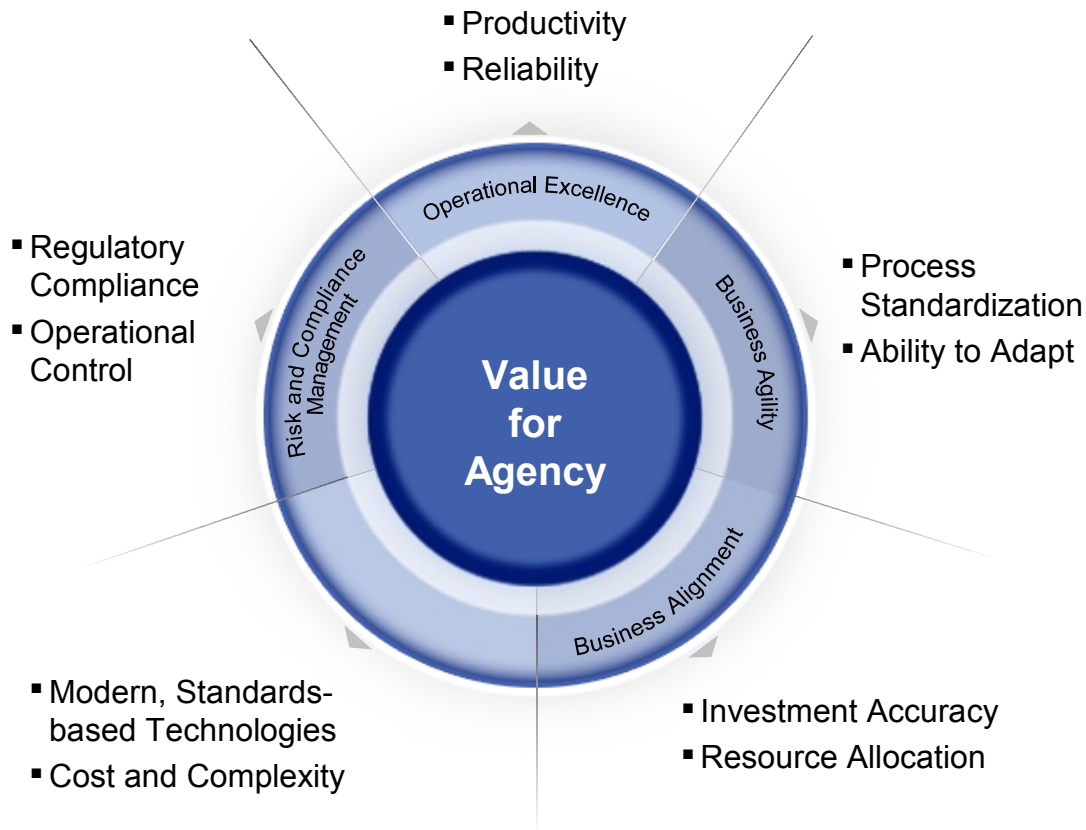 ▪ Productivity
▪ Reliability
Operational Excellence
▪ Regulatory
Compliance
▪ Operational
Control
Risk and Compliance
Management
Value
for
Agency
Business Agility
▪ Process
Standardization
▪ Ability to Adapt
Business Alignment
▪ Modern, Standards-
based Technologies
▪ Cost and Complexity
▪ Investment Accuracy
▪ Resource Allocation